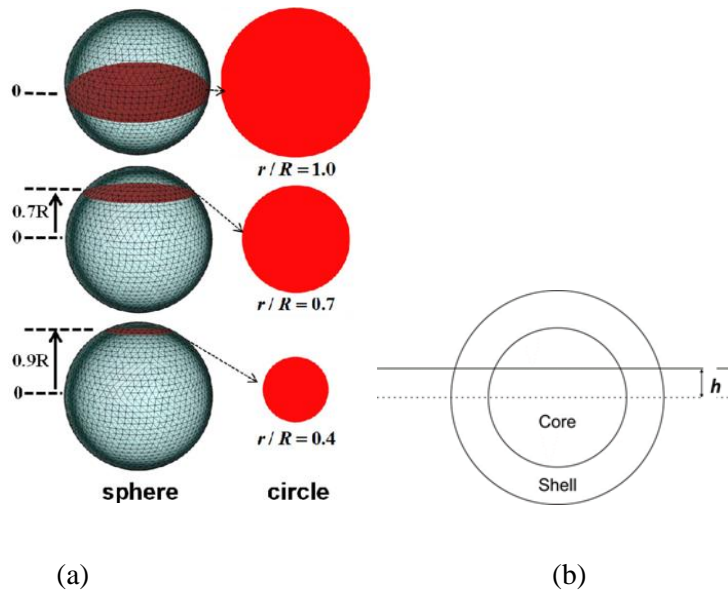 0
r / R = 1.0
0.7R
0
r / R = 0.7
0.9R
0
r / R = 0.4
sphere circle
h
Core
Shell
(a) (b)